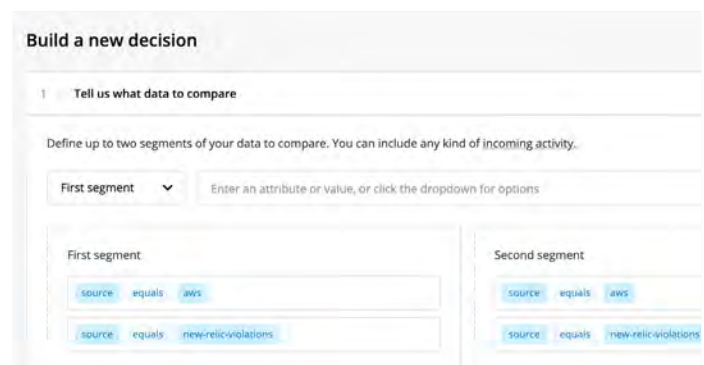 Build a new decision
1 Tell us what data to compare
Define up to two segments of your data to compare. You can include any kind of incoming activity.
First segment Enter an attribute or value, or click the dropdown for options
First segment Second segment
source equals aws source equals aws
source equals new-relic-violations source equals new-relic-violations